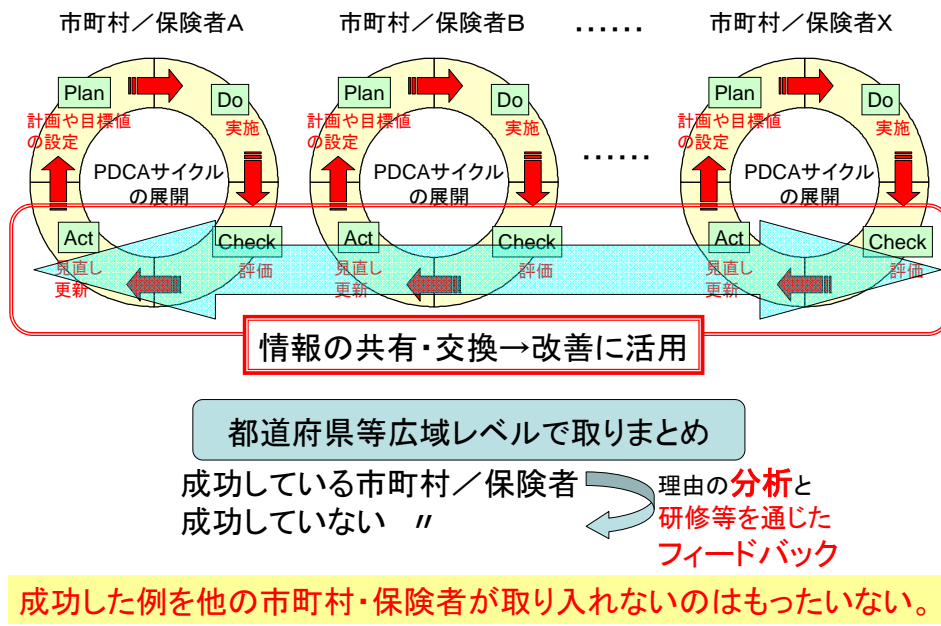 市町村／保険者A
市町村／保険者B
……
市町村／保険者X
Plan
Do
計画や目標値
の設定
実施
PDCAサイクル
の展開
Act
Check
見直し
更新
評価
Plan
Do
計画や目標値
の設定
実施
PDCAサイクル
の展開
Act
Check
見直し
更新
評価
……
Plan
Do
計画や目標値
の設定
実施
PDCAサイクル
の展開
Act
Check
見直し
更新
評価
情報の共有・交換→改善に活用
都道府県等広域レベルで取りまとめ
成功している市町村／保険者
成功していない　〃
理由の分析と
研修等を通じた
フィードバック
成功した例を他の市町村・保険者が取り入れないのはもったいない。